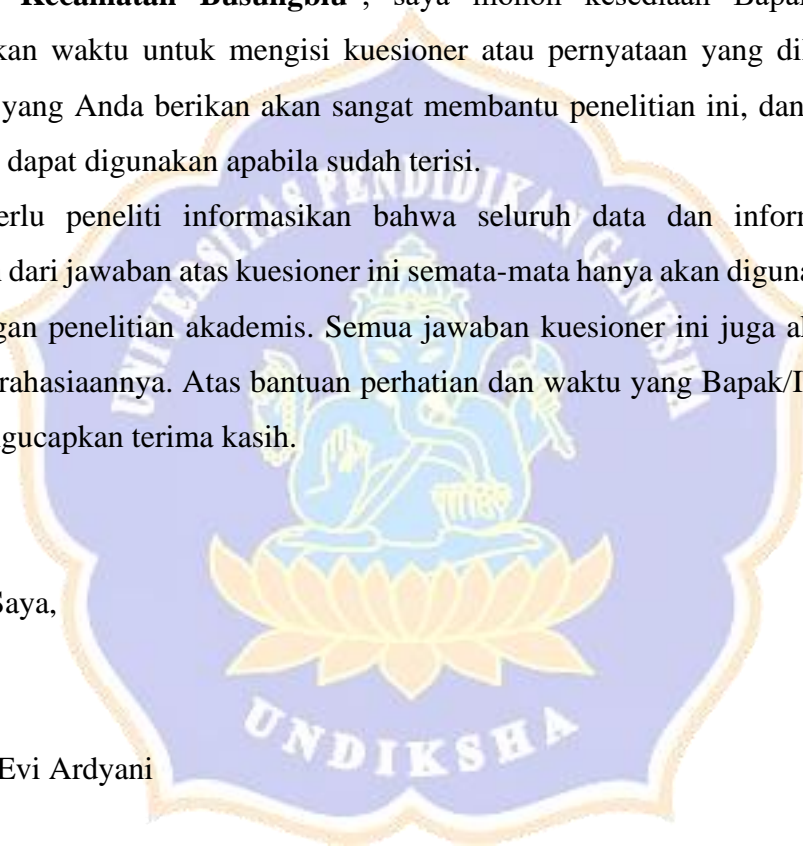 Kecamatan Busungbiu", saya mohon kesediaan Bapak
kan waktu untuk mengisi kuesioner atau pernyataan yang di
yang Anda berikan akan sangat membantu penelitian ini, dan
dapat digunakan apabila sudah terisi.
erlu peneliti informasikan bahwa seluruh data dan infor
dari jawaban atas kuesioner ini semata-mata hanya akan diguna
gan penelitian akademis. Semua jawaban kuesioner ini juga a
rahasiaannya. Atas bantuan perhatian dan waktu yang Bapak/I
gucapkan terima kasih.
Saya,
Evi Ardyani
UNIVERSITAS PENDIDIKAN GANESHA
UNDIKSHA